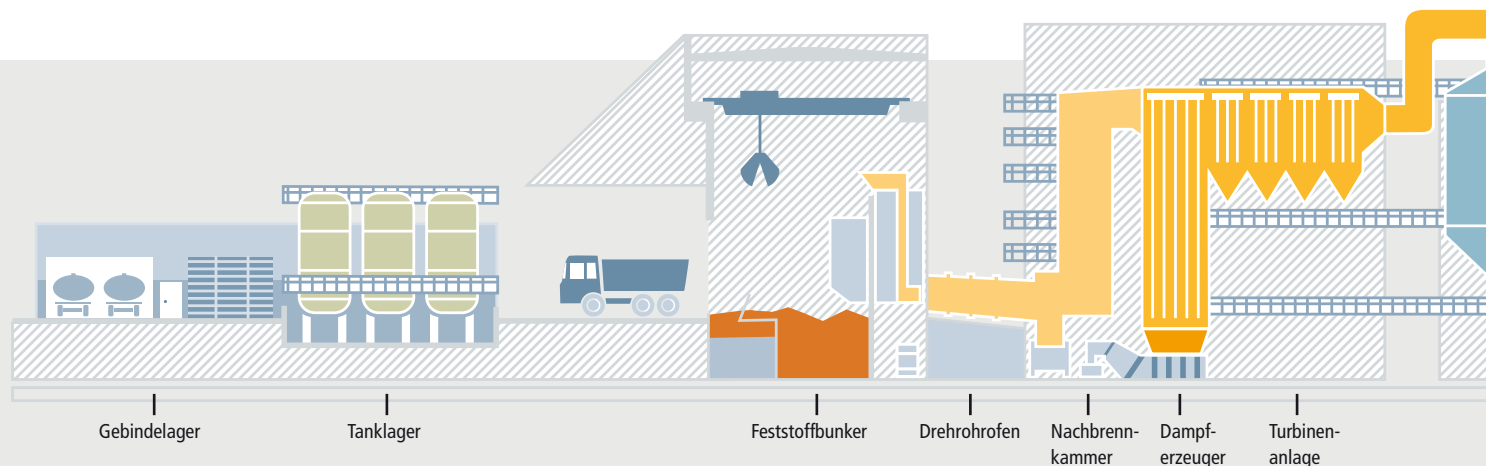 Gebindelager
Tanklager
Feststoffbunker
Drehrohrofen
Nachbrenn-
kammer
Dampf-
erzeuger
Turbinen-
anlage